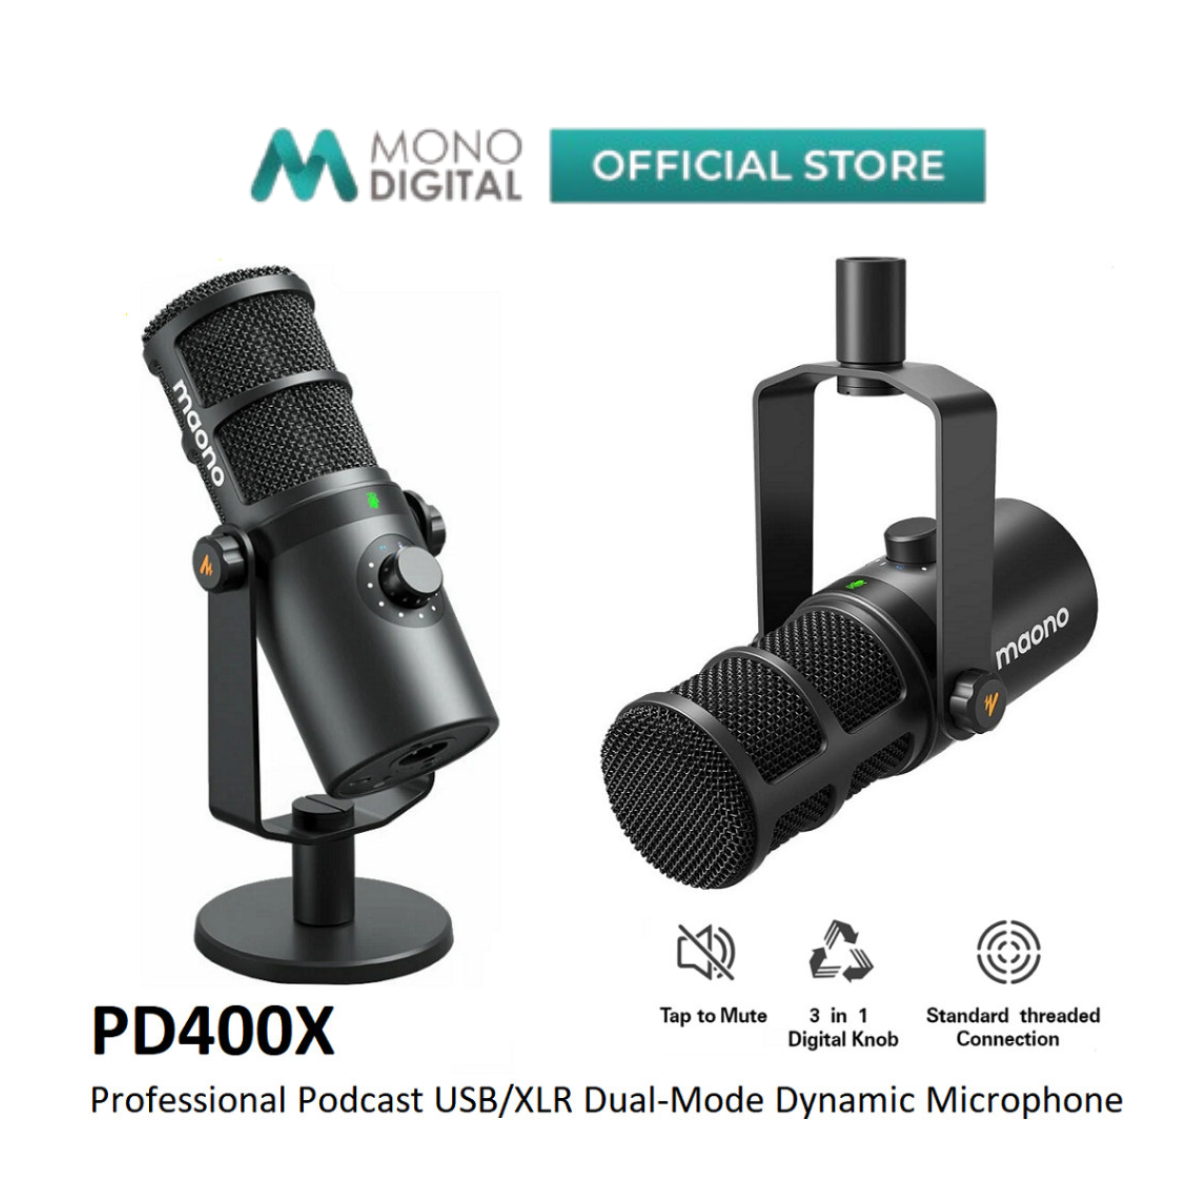 MONO
DIGITAL
OFFICIAL STORE
maono
maono
Tap to Mute
3 in 1
Digital Knob
Standard threaded
Connection
PD400X
Professional Podcast USB/XLR Dual-Mode Dynamic Microphone